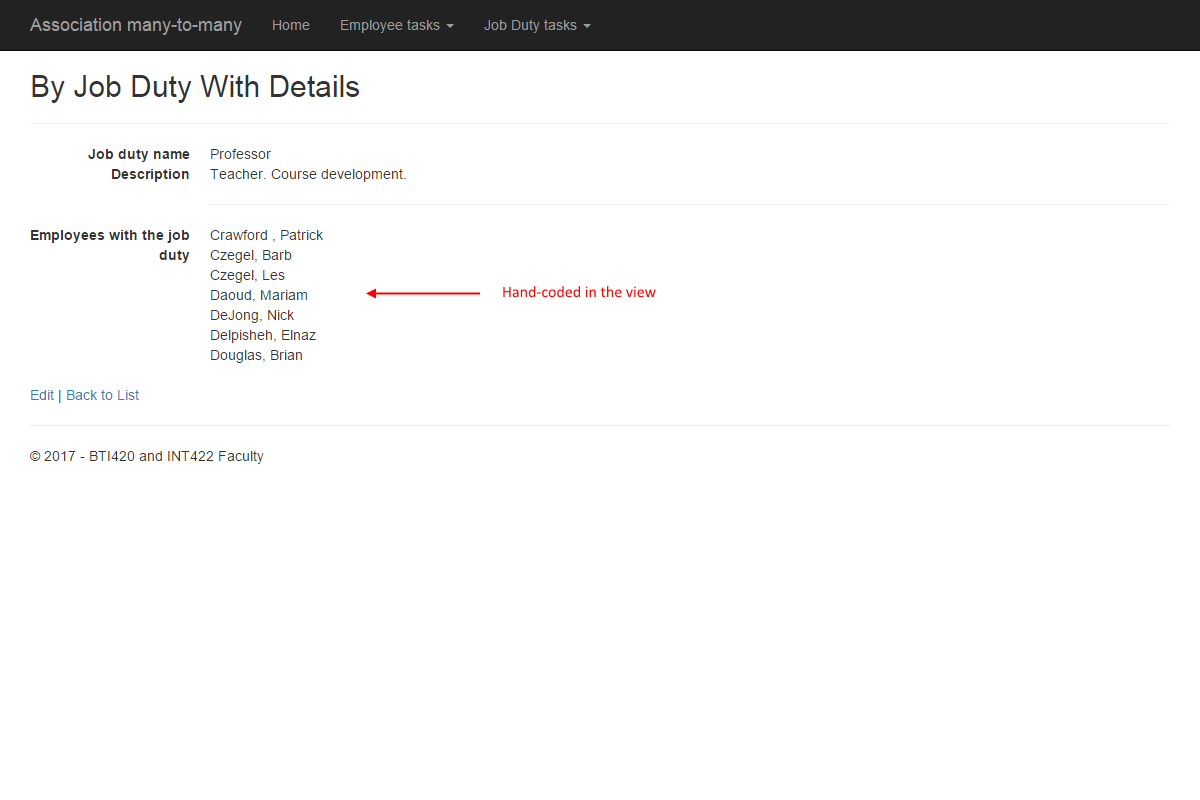 Association many-to-many Home Employee tasks Job Duty tasks
By Job Duty With Details
Job duty name Professor
Description Teacher. Course development.
Employees with the job duty
Crawford , Patrick
Czegel, Barb
Czegel, Les
Daoud, Mariam
Hand-coded in the view
DeJong, Nick
Delpisheh, Elnaz
Douglas, Brian
Edit | Back to List
© 2017 - BTI420 and INT422 Faculty